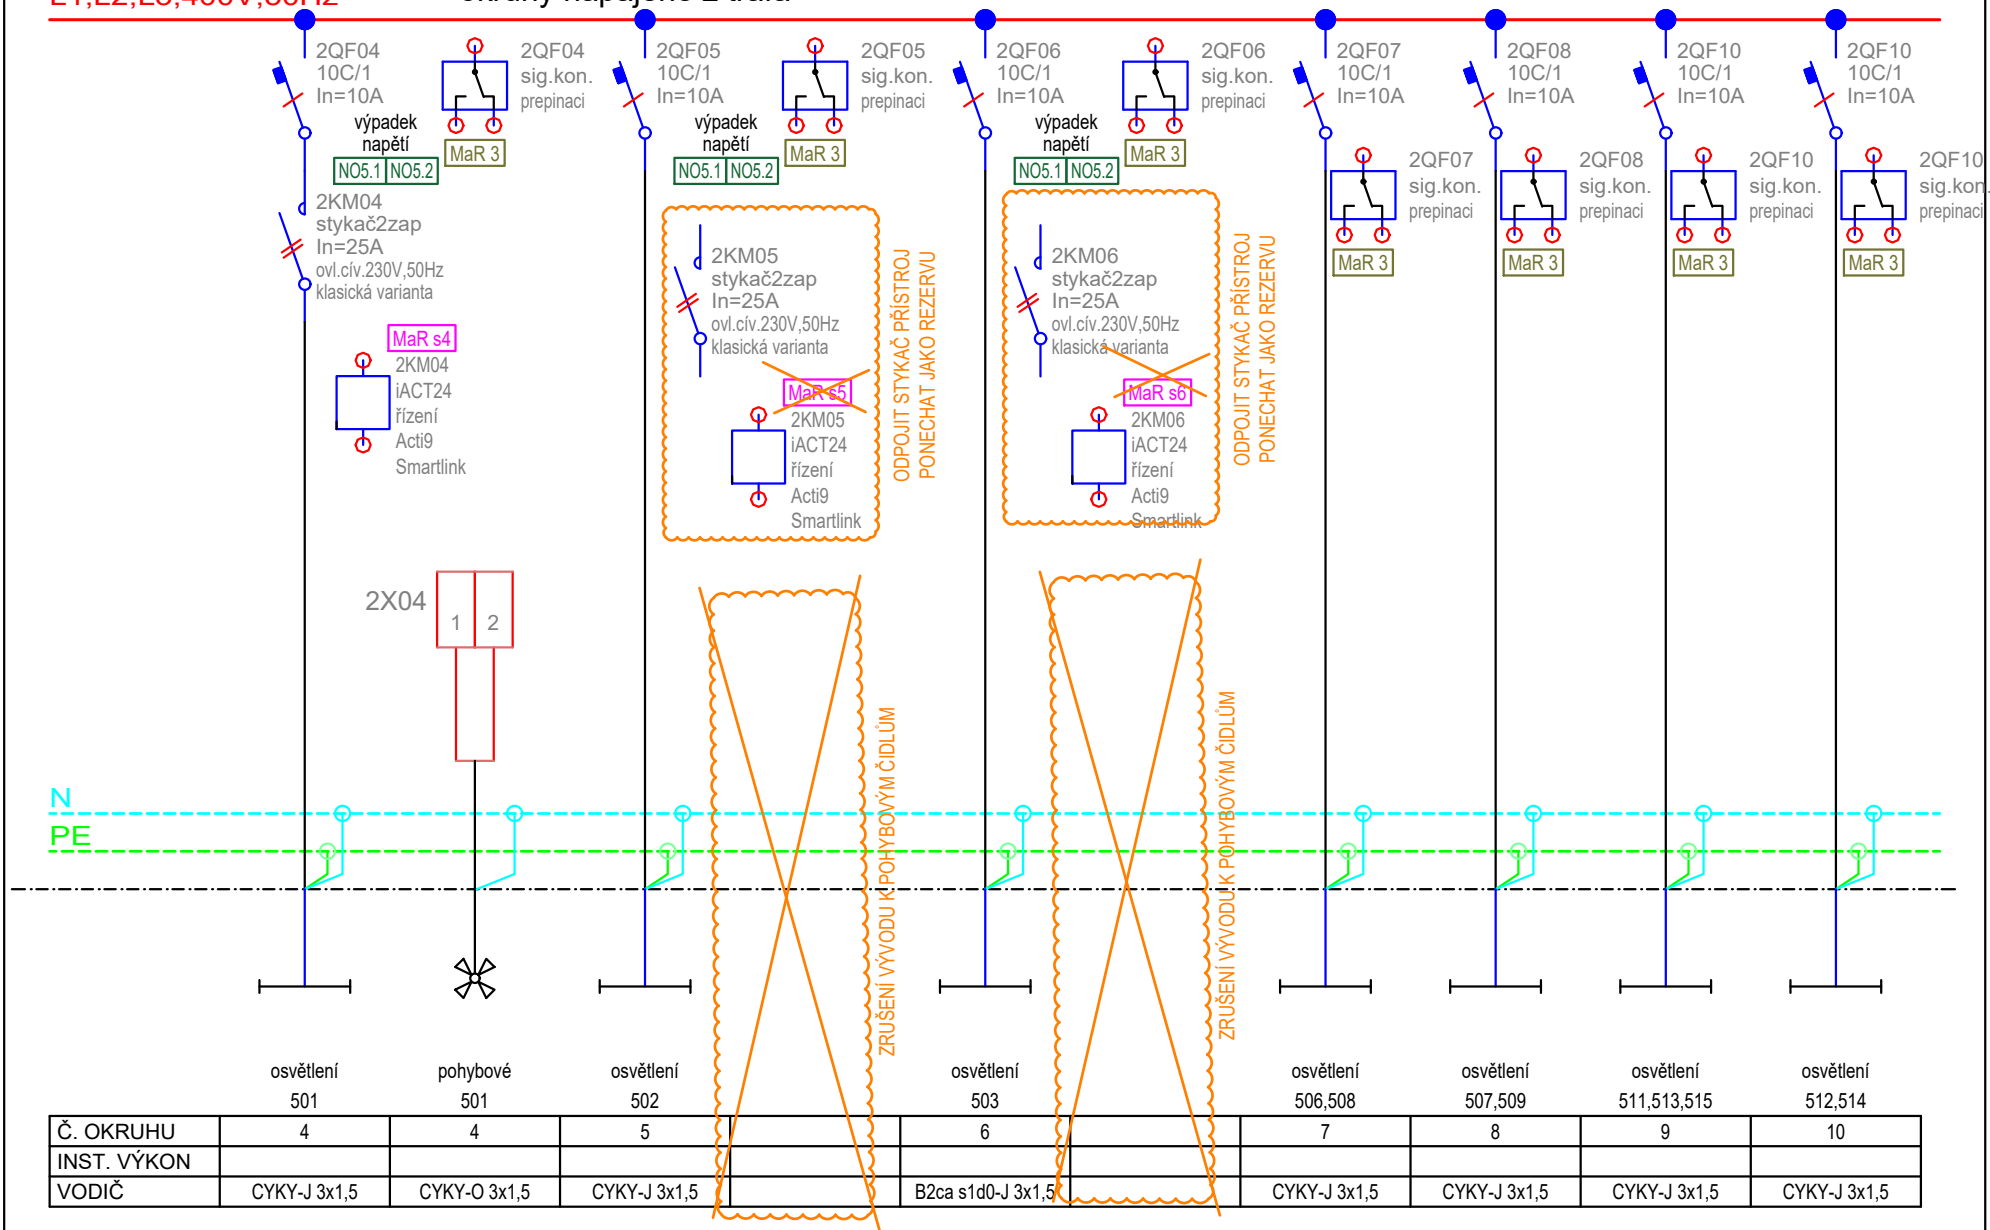 2QF04
10C/1
In=10A
výpadek
napětí
NO5.1 NO5.2
2QF04
sig.kon.
prepinaci
MaR 3
2KM04
stykač2zap
In=25A
ovl.cív.230V,50Hz
klasická varianta
MaR s4
2KM04
iACT24
řízení
Acti9
Smartlink
2X04
1 2
2QF05
10C/1
In=10A
výpadek
napětí
NO5.1 NO5.2
2QF05
sig.kon.
prepinaci
MaR 3
2KM05
stykač2zap
In=25A
ovl.cív.230V,50Hz
klasická varianta
MaR s5
2KM05
iACT24
řízení
Acti9
Smartlink
ODPOJIT STYKAČ PŘÍSTROJ
PONECHAT JAKO REZERVU
ZRUŠENÍ VÝVODU K POHYBOVÝM ČIDLŮM
2QF06
10C/1
In=10A
výpadek
napětí
NO5.1 NO5.2
2QF06
sig.kon.
prepinaci
MaR 3
2KM06
stykač2zap
In=25A
ovl.cív.230V,50Hz
klasická varianta
MaR s6
2KM06
iACT24
řízení
Acti9
Smartlink
ODPOJIT STYKAČ PŘÍSTROJ
PONECHAT JAKO REZERVU
ZRUŠENÍ VÝVODU K POHYBOVÝM ČIDLŮM
2QF07
10C/1
In=10A
2QF07
sig.kon.
prepinaci
MaR 3
2QF08
10C/1
In=10A
2QF08
sig.kon.
prepinaci
MaR 3
2QF10
10C/1
In=10A
2QF10
sig.kon.
prepinaci
MaR 3
2QF10
10C/1
In=10A
2QF10
sig.kon.
prepinaci
MaR 3
N
PE
osvětlení pohybové osvětlení osvětlení osvětlení osvětlení osvětlení osvětlení
501 501 502 503 506,508 507,509 511,513,515 512,514
Č. OKRUHU 4 4 5 6 7 8 9 10
INST. VÝKON
VODIČ CYKY-J 3x1,5 CYKY-O 3x1,5 CYKY-J 3x1,5 B2ca s1d0-J 3x1,5 CYKY-J 3x1,5 CYKY-J 3x1,5 CYKY-J 3x1,5 CYKY-J 3x1,5